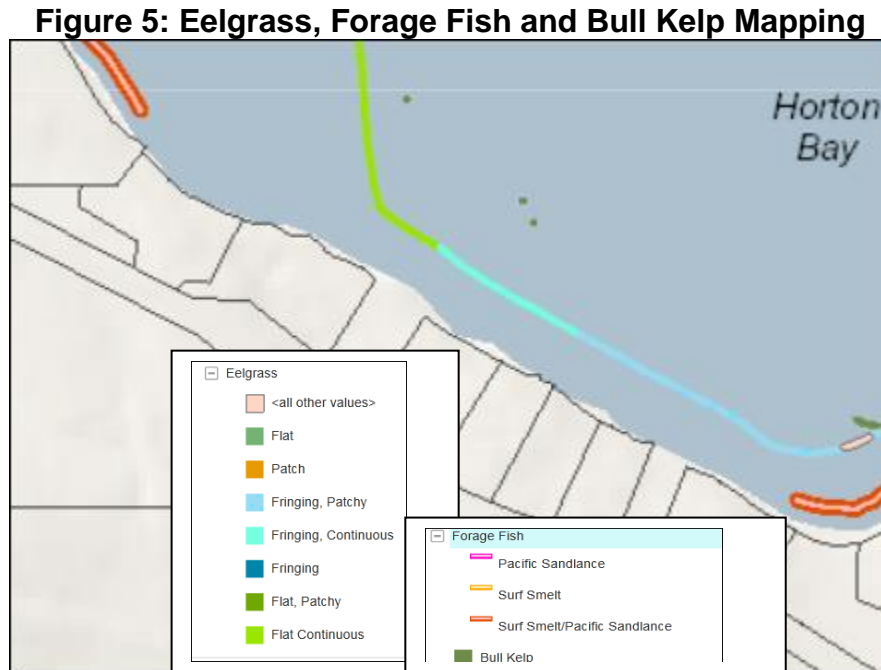 Figure 5: Eelgrass, Forage Fish and Bull Kelp Mapping
Horton
Bay
Eelgrass
<all other values>
Flat
Patch
Fringing, Patchy
Fringing, Continuous
Fringing
Flat, Patchy
Flat Continuous
Forage Fish
Pacific Sandlance
Surf Smelt
Surf Smelt/Pacific Sandlance
Bull Kelp